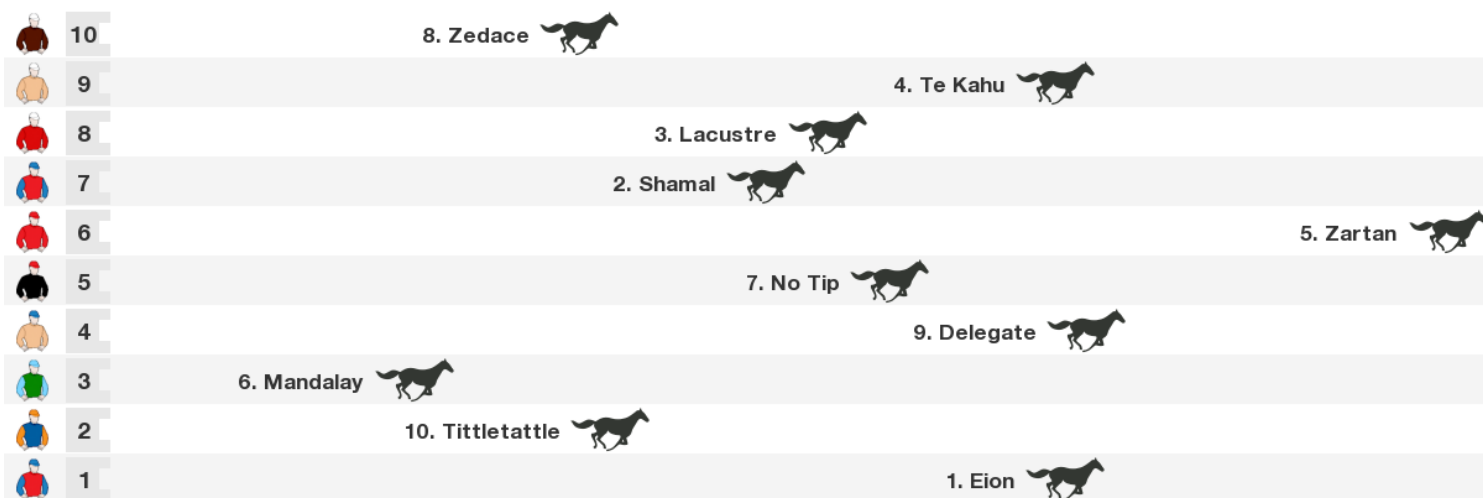 10 8. Zedace
9 4. Te Kahu
8 3. Lacustre
7 2. Shamal
6 5. Zartan
5 7. No Tip
4 9. Delegate
3 6. Mandalay
2 10. Tittletattle
1 1. Eion